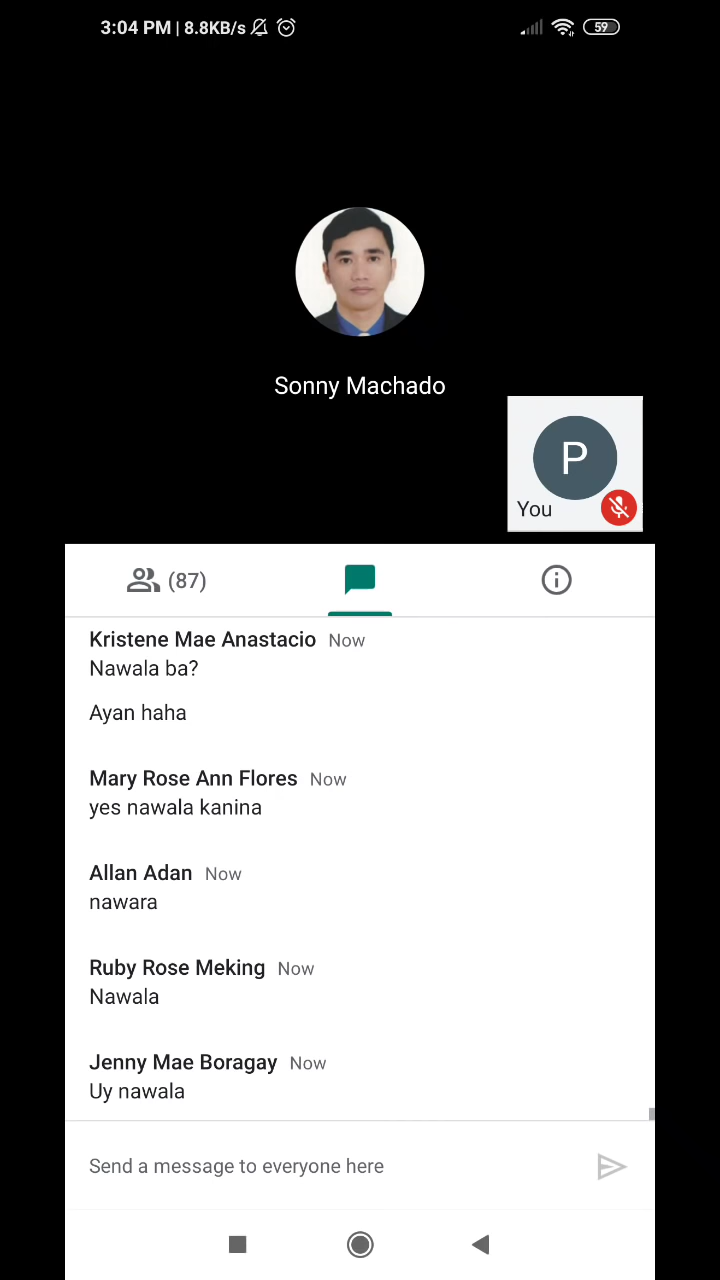 3:04 PM | 8.8KB/s 59
Sonny Machado
P
You
(87)
Kristene Mae Anastacio Now
Nawala ba?
Ayan haha
Mary Rose Ann Flores Now
yes nawala kanina
Allan Adan Now
nawara
Ruby Rose Meking Now
Nawala
Jenny Mae Boragay Now
Uy nawala
Send a message to everyone here